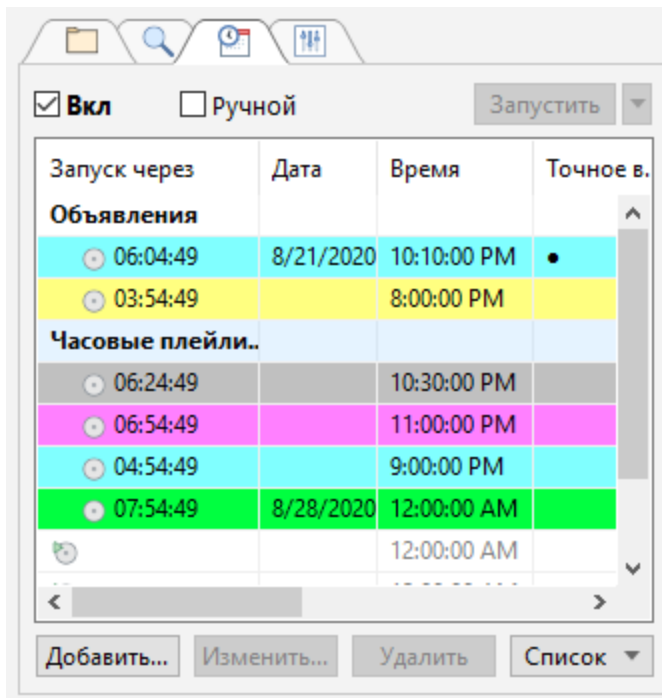 Вкл Ручной Запустить
Запуск через Дата Время Точное в.
Объявления
06:04:49 8/21/2020 10:10:00 PM ●
03:54:49 8:00:00 PM
Часовые плейли..
06:24:49 10:30:00 PM
06:54:49 11:00:00 PM
04:54:49 9:00:00 PM
07:54:49 8/28/2020 12:00:00 AM
12:00:00 AM
Добавить... Изменить... Удалить Список